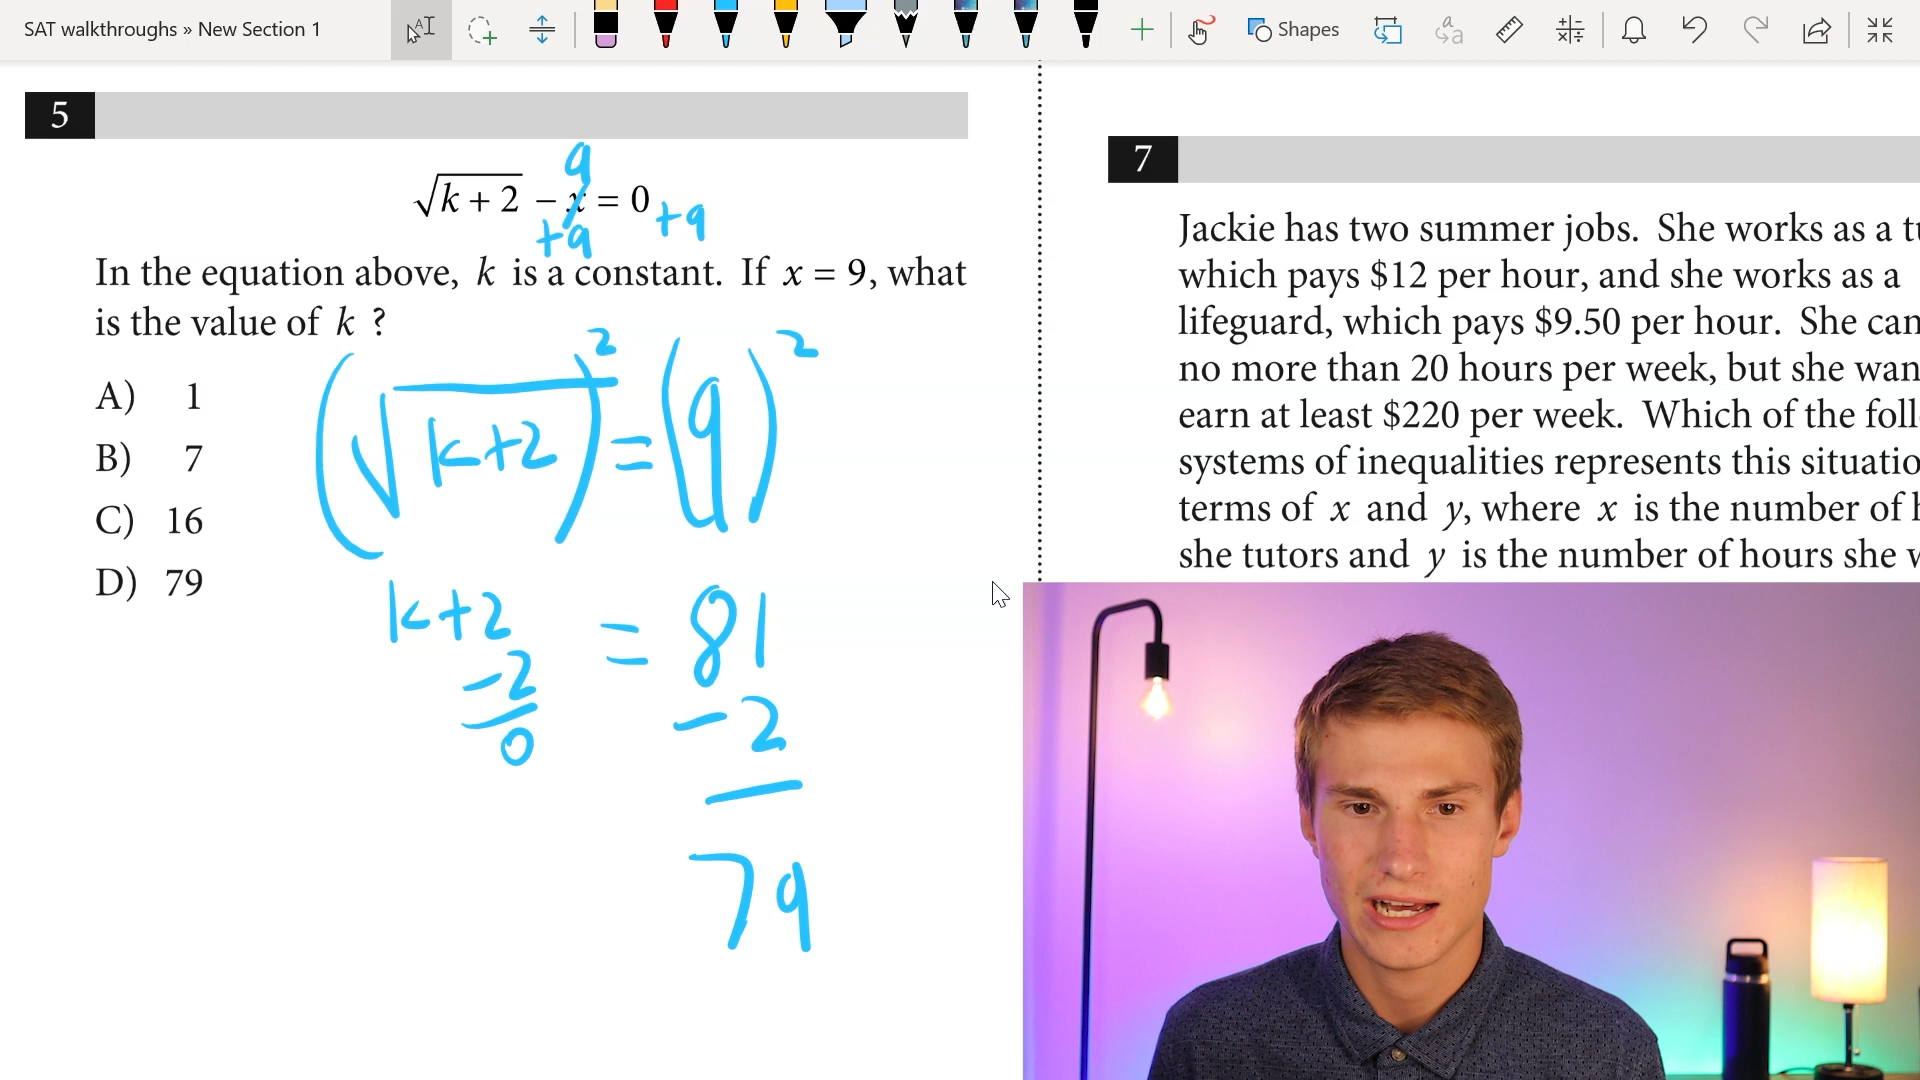 SAT walkthroughs » New Section 1
Shapes
5
√k + 2 − x = 0
9
+9 +9
In the equation above, k is a constant. If x = 9, what
is the value of k ?
A) 1
B) 7
C) 16
D) 79
(√k+2)² = (9)²
k+2 = 81
-2 -2
0
79
7
Jackie has two summer jobs. She works as a
which pays $12 per hour, and she works as a
lifeguard, which pays $9.50 per hour. She can
no more than 20 hours per week, but she
earn at least $220 per week. Which of the
systems of inequalities represents this
terms of x and y, where x is the number of
she tutors and y is the number of hours she